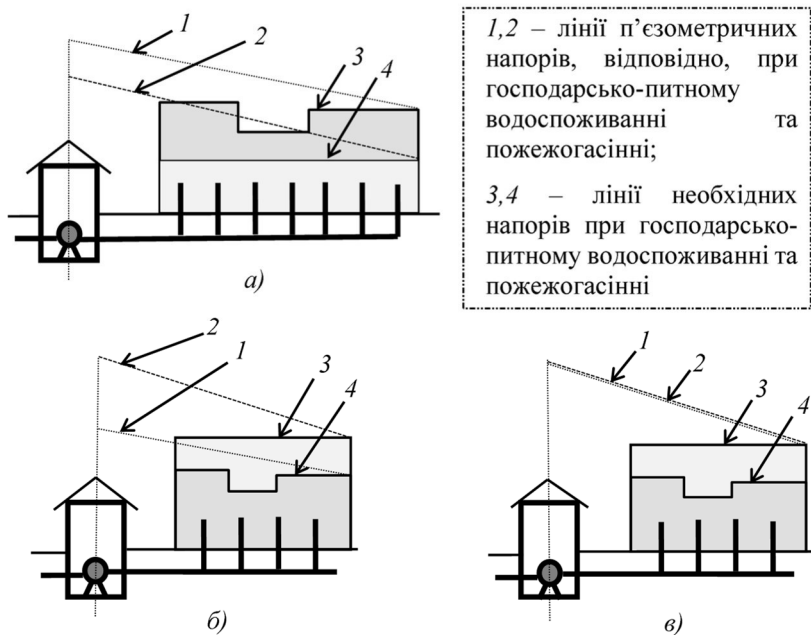 1
2
3
4
а)
1,2 – лінії п’єзометричних
напорів, відповідно, при
господарсько-питному
водоспоживанні та
пожежогасінні;
3,4 – лінії необхідних
напорів при господарсько-
питному водоспоживанні та
пожежогасінні
2
1
3
4
б)
1
2
3
4
в)